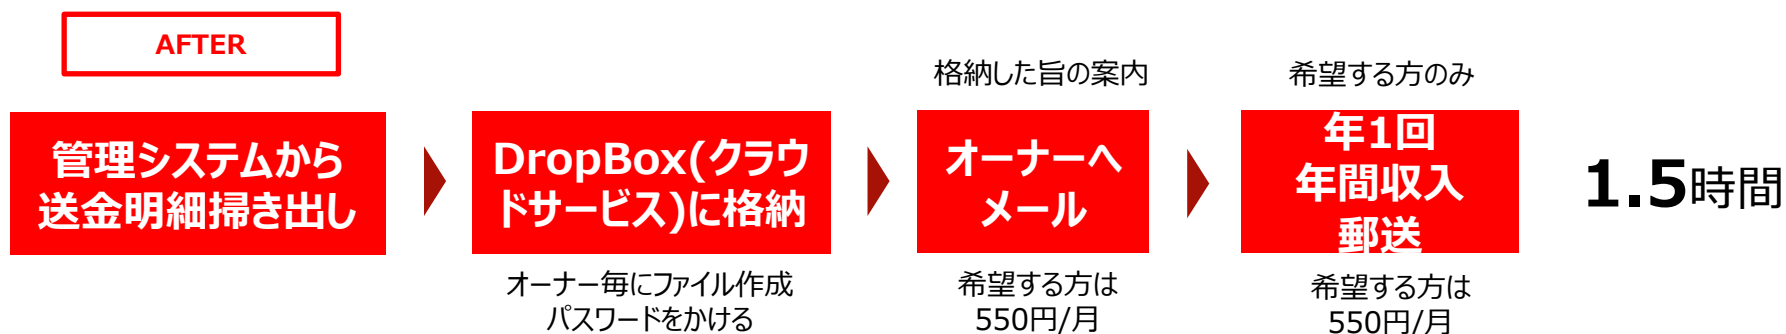 AFTER
管理システムから
送金明細掃き出し
DropBox(クラウ
ドサービス)に格納
オーナー毎にファイル作成
パスワードをかける
格納した旨の案内
オーナーへ
メール
希望する方は
550円/月
希望する方のみ
年1回
年間収入
郵送
希望する方は
550円/月
1.5時間